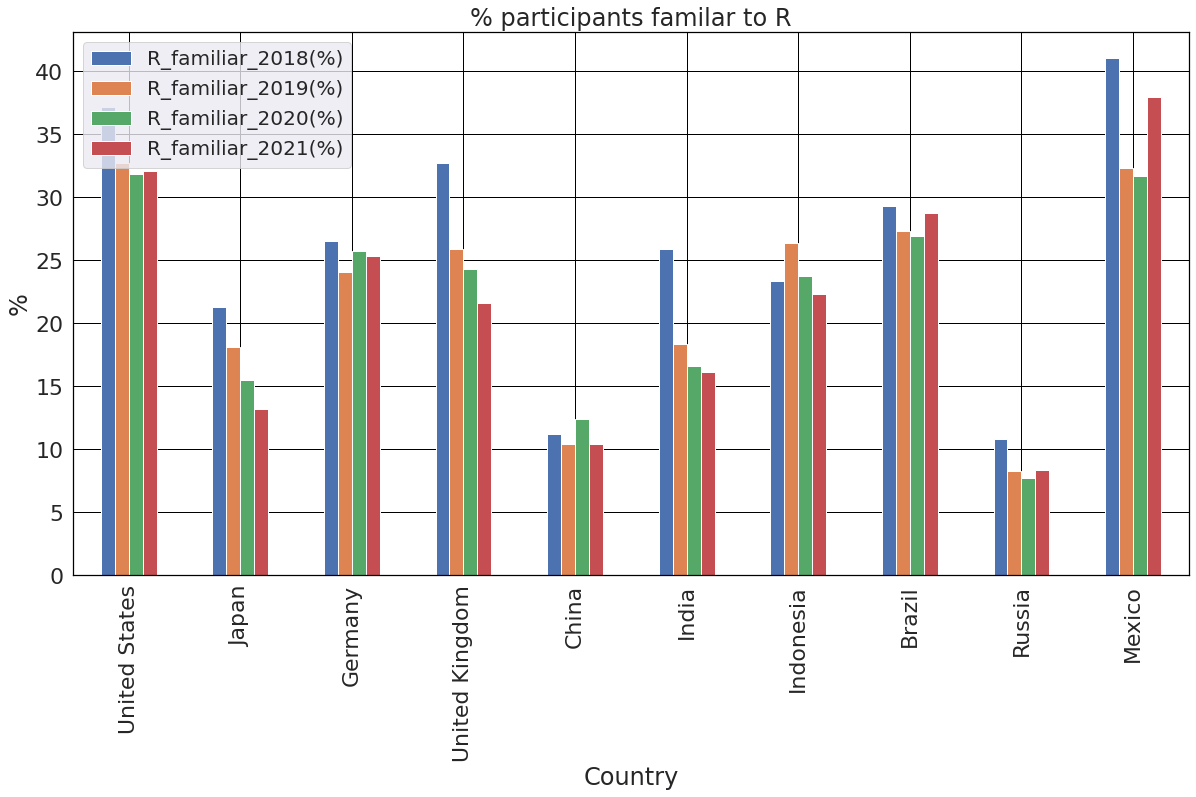 % participants familar to R
R_familiar_2018(%)
R_familiar_2019(%)
R_familiar_2020(%)
R_familiar_2021(%)
40
35
30
25
20
15
10
5
0
%
United States
Japan
Germany
United Kingdom
China
India
Indonesia
Brazil
Russia
Mexico
Country